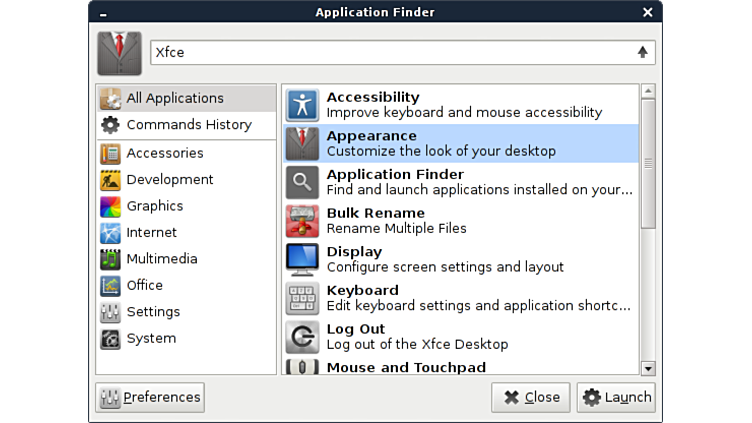 Application Finder
Xfce
All Applications
Commands History
Accessories
Development
Graphics
Internet
Multimedia
Office
Settings
System
Accessibility
Improve keyboard and mouse accessibility
Appearance
Customize the look of your desktop
Application Finder
Find and launch applications installed on your...
Bulk Rename
Rename Multiple Files
Display
Configure screen settings and layout
Keyboard
Edit keyboard settings and application shortc...
Log Out
Log out of the Xfce Desktop
Mouse and Touchpad
Preferences
Close
Launch